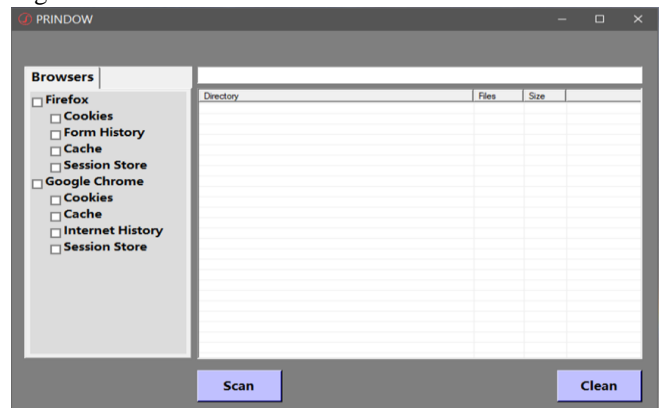 PRINDOW
Browsers
Directory Files Size
Firefox
Cookies
Form History
Cache
Session Store
Google Chrome
Cookies
Cache
Internet History
Session Store
Scan Clean